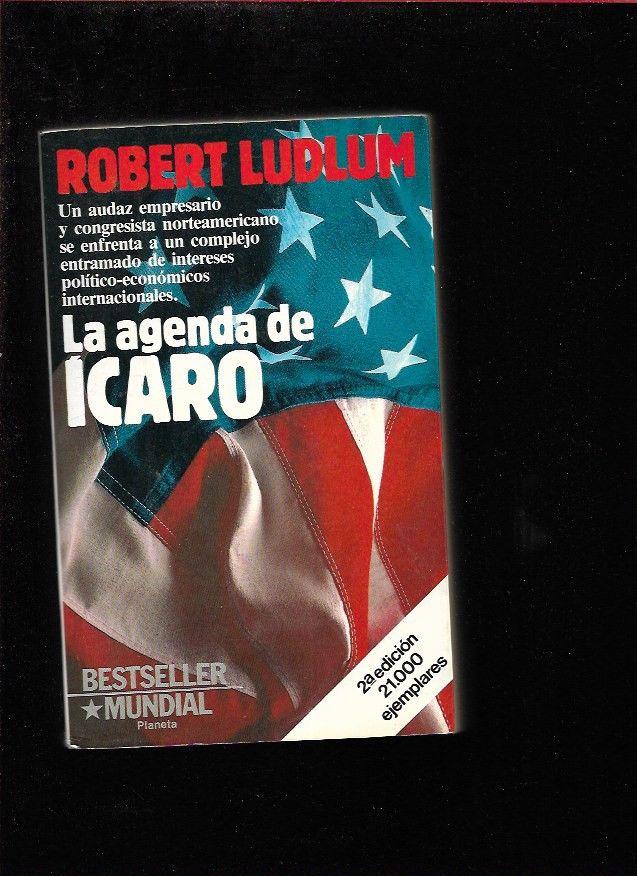 ROBERT LUDLUM
Un audaz empresario
y congresista norteamericano
se enfrenta a un complejo
entramado de intereses
político-económicos
internacionales.
La agenda de
ÍCARO
2ª edición
21.000
ejemplares
BESTSELLER
★MUNDIAL
Planeta